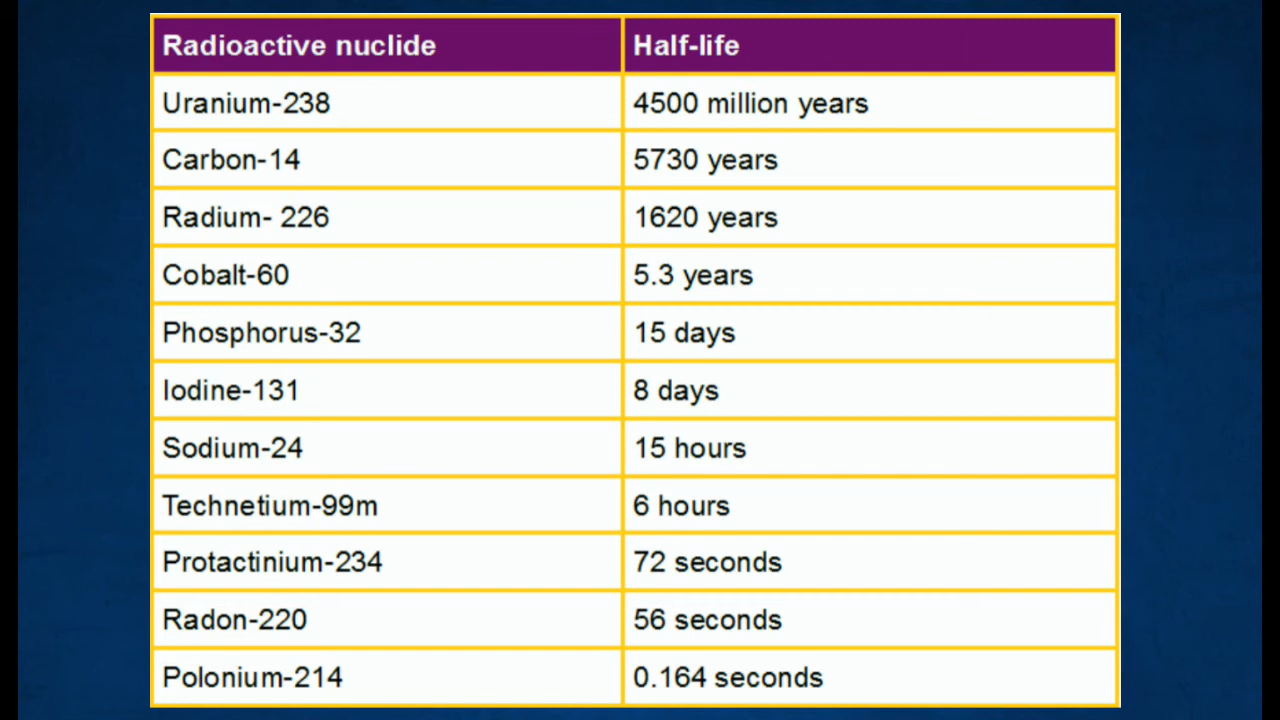 Radioactive nuclide Half-life
Uranium-238 4500 million years
Carbon-14 5730 years
Radium- 226 1620 years
Cobalt-60 5.3 years
Phosphorus-32 15 days
Iodine-131 8 days
Sodium-24 15 hours
Technetium-99m 6 hours
Protactinium-234 72 seconds
Radon-220 56 seconds
Polonium-214 0.164 seconds